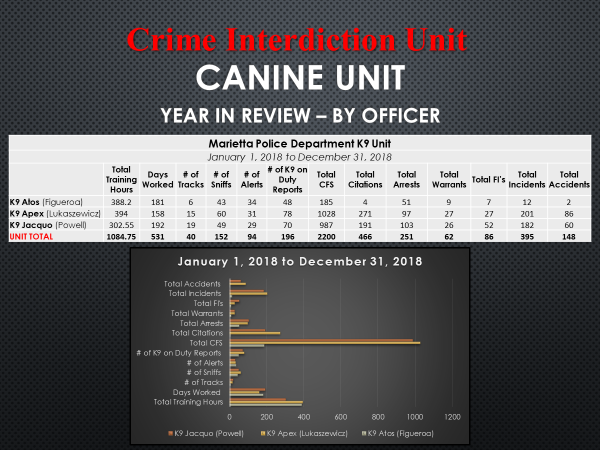 Crime Interdiction Unit
CANINE UNIT
YEAR IN REVIEW – BY OFFICER
Marietta Police Department K9 Unit
January 1, 2018 to December 31, 2018
Total Training Hours Days Worked # of Tracks # of Sniffs # of Alerts # of K9 on Duty Reports Total CFS Total Citations Total Arrests Total Warrants Total FI's Total Incidents Total Accidents
K9 Atos (Figueroa) 388.2 181 6 43 34 48 185 4 51 9 7 12 2
K9 Apex (Lukaszewicz) 394 158 15 60 31 78 1028 271 97 27 27 201 86
K9 Jacquo (Powell) 302.55 192 19 49 29 70 987 191 103 26 52 182 60
UNIT TOTAL 1084.75 531 40 152 94 196 2200 466 251 62 86 395 148
January 1, 2018 to December 31, 2018
Total Accidents
Total Incidents
Total FI's
Total Warrants
Total Arrests
Total Citations
Total CFS
# of K9 on Duty Reports
# of Alerts
# of Sniffs
# of Tracks
Days Worked
Total Training Hours
0 200 400 600 800 1000 1200
K9 Jacquo (Powell) K9 Apex (Lukaszewicz) K9 Atos (Figueroa)